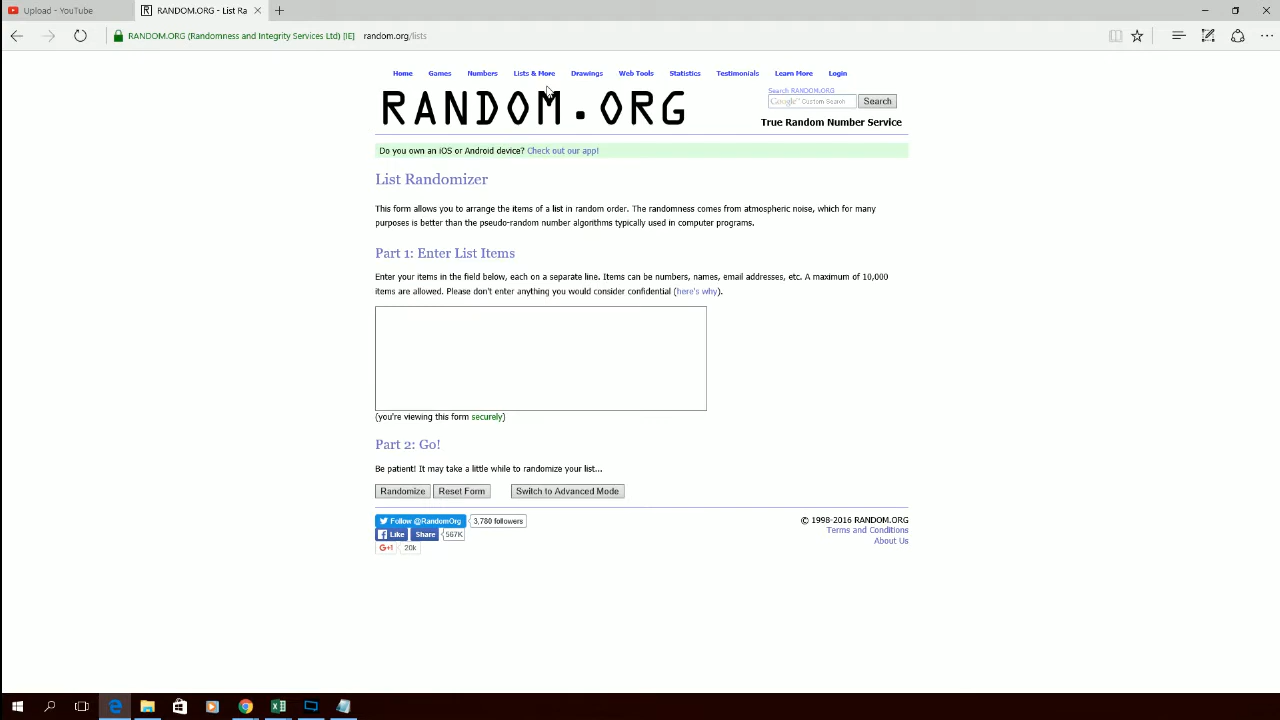 Upload - YouTube
RANDOM.ORG - List Ra
RANDOM.ORG (Randomness and Integrity Services Ltd) [IE] random.org/lists
Home Games Numbers Lists & More Drawings Web Tools Statistics Testimonials Learn More Login
RANDOM.ORG
Search RANDOM.ORG
Google™ Custom Search Search
True Random Number Service
Do you own an iOS or Android device? Check out our app!
List Randomizer
This form allows you to arrange the items of a list in random order. The randomness comes from atmospheric noise, which for many
purposes is better than the pseudo-random number algorithms typically used in computer programs.
Part 1: Enter List Items
Enter your items in the field below, each on a separate line. Items can be numbers, names, email addresses, etc. A maximum of 10,000
items are allowed. Please don't enter anything you would consider confidential (here's why).
(you're viewing this form securely)
Part 2: Go!
Be patient! It may take a little while to randomize your list...
Randomize Reset Form Switch to Advanced Mode
Follow @RandomOrg 3,780 followers
Like Share 567K
G+1 20k
© 1998-2016 RANDOM.ORG
Terms and Conditions
About Us